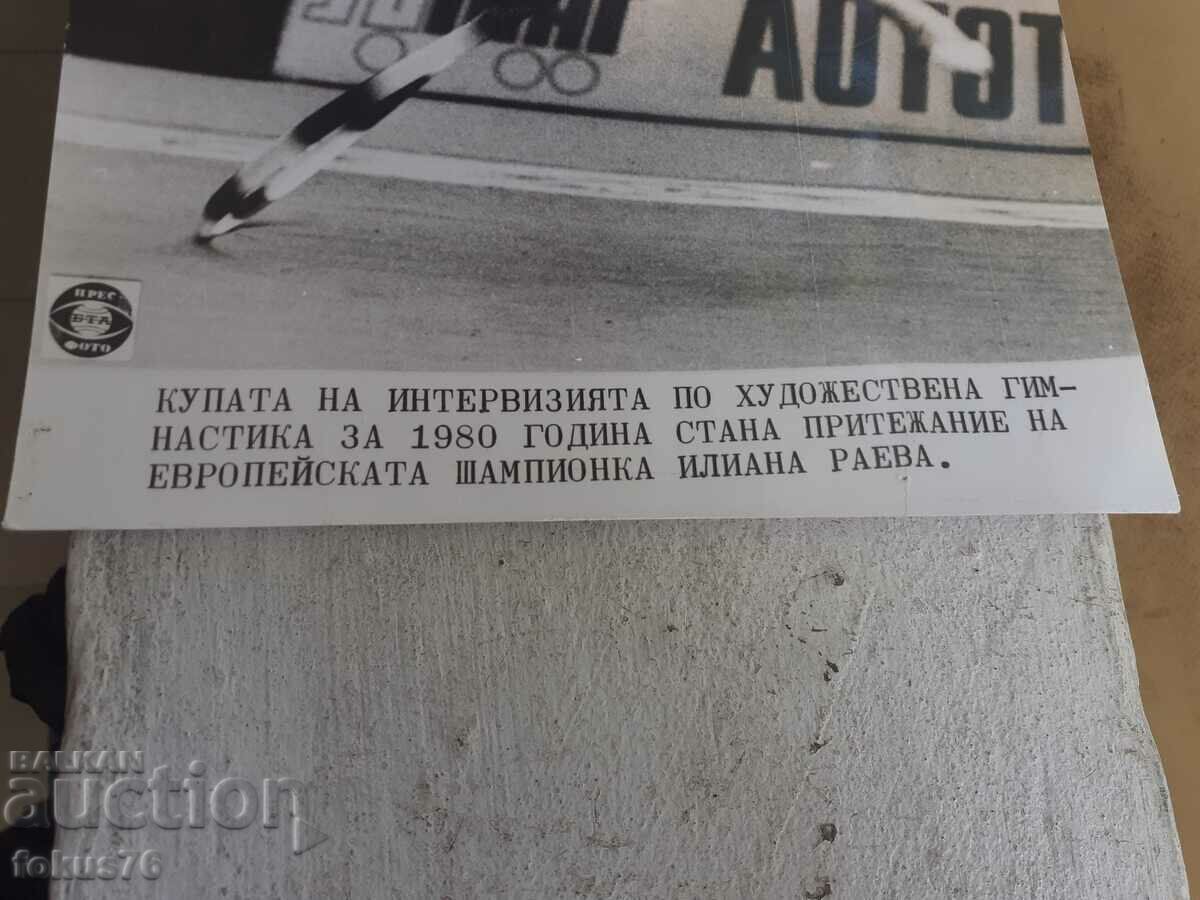 ПРЕС
БТА
ФОТО
КУПАТА НА ИНТЕРВИЗИЯТА ПО ХУДОЖЕСТВЕНА ГИМ-
НАСТИКА ЗА 1980 ГОДИНА СТАНА ПРИТЕЖАНИЕ НА
ЕВРОПЕЙСКАТА ШАМПИОНКА ИЛИАНА РАЕВА.
BALKAN
auction
fokus76